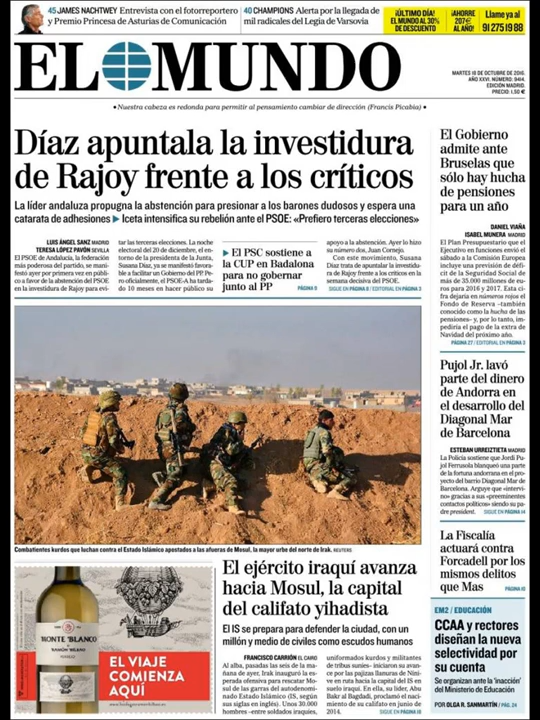 45 JAMES NACHTWEY Entrevista con el fotorreportero
y Premio Princesa de Asturias de Comunicación
40 CHAMPIONS Alerta por la llegada de
mil radicales del Legia de Varsovia
¡ÚLTIMO DÍA!
EL MUNDO AL 30%
DE DESCUENTO
¡AHORRE
207€
AL AÑO!
Llame ya al
91 275 19 88
EL MUNDO
MARTES 18 DE OCTUBRE DE 2016
AÑO XXVI. NÚMERO: 9414.
EDICIÓN MADRID.
PRECIO: 1,50 €
• Nuestra cabeza es redonda para permitir al pensamiento cambiar de dirección (Francis Picabia) •
Díaz apuntala la investidura
de Rajoy frente a los críticos
La líder andaluza propugna la abstención para presionar a los barones dudosos y espera una
catarata de adhesiones ▶ Iceta intensifica su rebelión ante el PSOE: «Prefiero terceras elecciones»
LUIS ÁNGEL SANZ MADRID
TERESA LÓPEZ PAVÓN SEVILLA
El PSOE de Andalucía, la federación
más poderosa del partido, se mani-
festó ayer por primera vez en públi-
co a favor de la abstención del PSOE
en la investidura de Rajoy para evi-
tar las terceras elecciones. La noche
electoral del 20 de diciembre, el en-
torno de la presidenta de la Junta,
Susana Díaz, ya se manifestó favora-
ble a facilitar un Gobierno del PP. Pe-
ro oficialmente, el PSOE-A ha tarda-
do 10 meses en hacer público su
▶ El PSC sostiene a
la CUP en Badalona
para no gobernar
junto al PP PÁGINA 9
apoyo a la abstención. Ayer lo hizo
su número dos, Juan Cornejo.
Con este movimiento, Susana
Díaz trata de apuntalar la investidu-
ra de Rajoy frente a los críticos en la
semana decisiva del PSOE.
SIGUE EN PÁGINA 8 / EDITORIAL EN PÁGINA 3
Combatientes kurdos que luchan contra el Estado Islámico apostados a las afueras de Mosul, la mayor urbe del norte de Irak. REUTERS
MONTE BLANCO
RAMÓN BILBAO
VERDEJO
EL VIAJE
COMIENZA
AQUÍ
El ejército iraquí avanza
hacia Mosul, la capital
del califato yihadista
El IS se prepara para defender la ciudad, con un
millón y medio de civiles como escudos humanos
FRANCISCO CARRIÓN EL CAIRO
Al alba, pasadas las seis de la ma-
ñana de ayer, Irak inauguró la es-
perada ofensiva para rescatar Mo-
sul de las garras del autodenomi-
nado Estado Islámico (IS, según
sus siglas en inglés). Unos 30.000
hombres -entre soldados iraquíes,
uniformados kurdos y militantes
de tribus suníes- iniciaron su avan-
ce por las pajizas llanuras de Níni-
ve en ruta hacia la capital del IS en
suelo iraquí. En ella, su líder, Abu
Bakr al Bagdadi, proclamó el naci-
miento de su califato en junio de
2014.
El Gobierno
admite ante
Bruselas que
sólo hay hucha
de pensiones
para un año
DANIEL VIAÑA
ISABEL MUNERA MADRID
El Plan Presupuestario que el
Ejecutivo en funciones envió el
sábado a la Comisión Europea
incluye una previsión de défi-
cit de la Seguridad Social de
más de 35.000 millones de
euros para 2016 y 2017. Esta ci-
fra dejaría en números rojos el
Fondo de Reserva -también
conocido como la hucha de las
pensiones- y, por lo tanto, im-
pediría el pago de la extra de
Navidad del próximo año.
PÁGINA 27 / EDITORIAL EN PÁGINA 3
Pujol Jr. lavó
parte del dinero
de Andorra en
el desarrollo del
Diagonal Mar
de Barcelona
ESTEBAN URREIZTIETA MADRID
La Policía sostiene que Jordi Pu-
jol Ferrusola blanqueó una parte
de la fortuna andorrana en el pro-
yecto del barrio Diagonal Mar de
Barcelona. Arguye que «intervi-
no» gracias a sus «preeminentes
contactos políticos» siendo su pa-
dre president. SIGUE EN PÁGINA 14
La Fiscalía
actuará contra
Forcadell por los
mismos delitos
que Mas PÁGINA 10
EM2 / EDUCACIÓN
CCAA y rectores
diseñan la nueva
selectividad por
su cuenta
Se organizan ante la 'inacción'
del Ministerio de Educación
POR OLGA R. SANMARTÍN / PÁG. 24